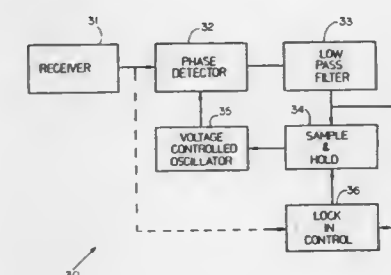 31
RECEIVER
32
PHASE
DETECTOR
33
LOW
PASS
FILTER
35
VOLTAGE
CONTROLLED
OSCILLATOR
34
SAMPLE
&
HOLD
36
LOCK
IN
CONTROL
30